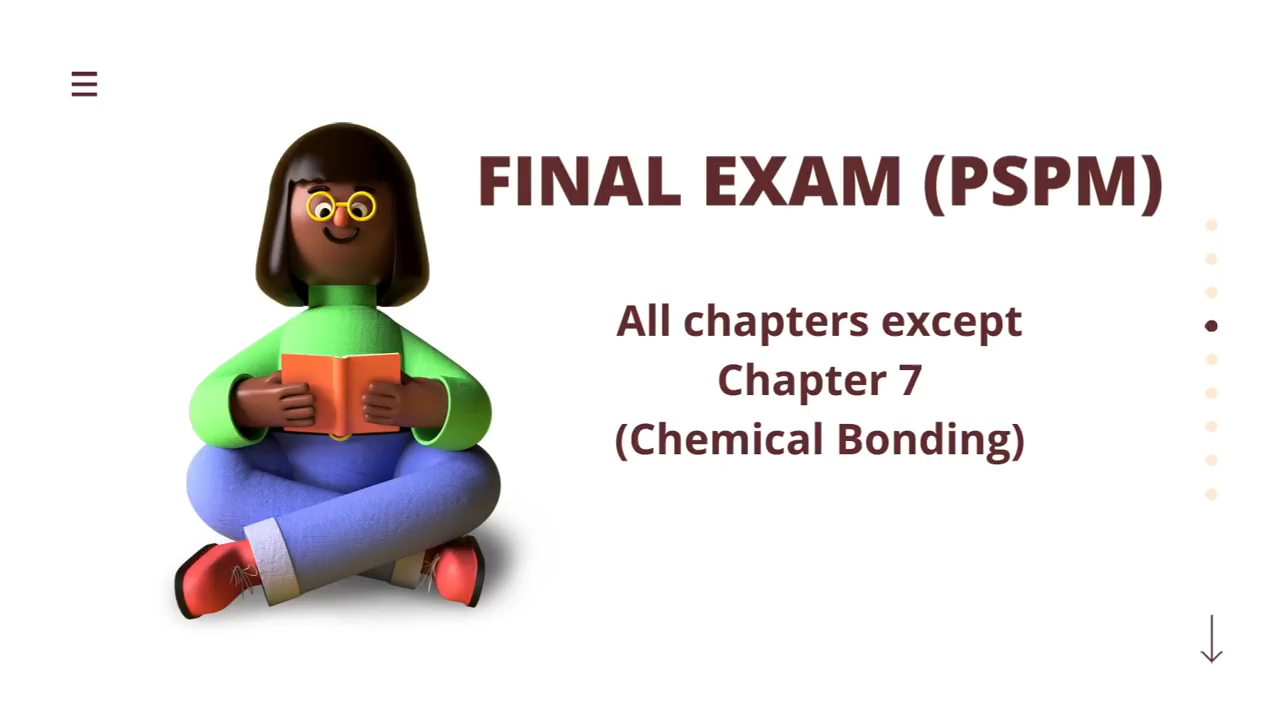 FINAL EXAM (PSPM)
All chapters except
Chapter 7
(Chemical Bonding)